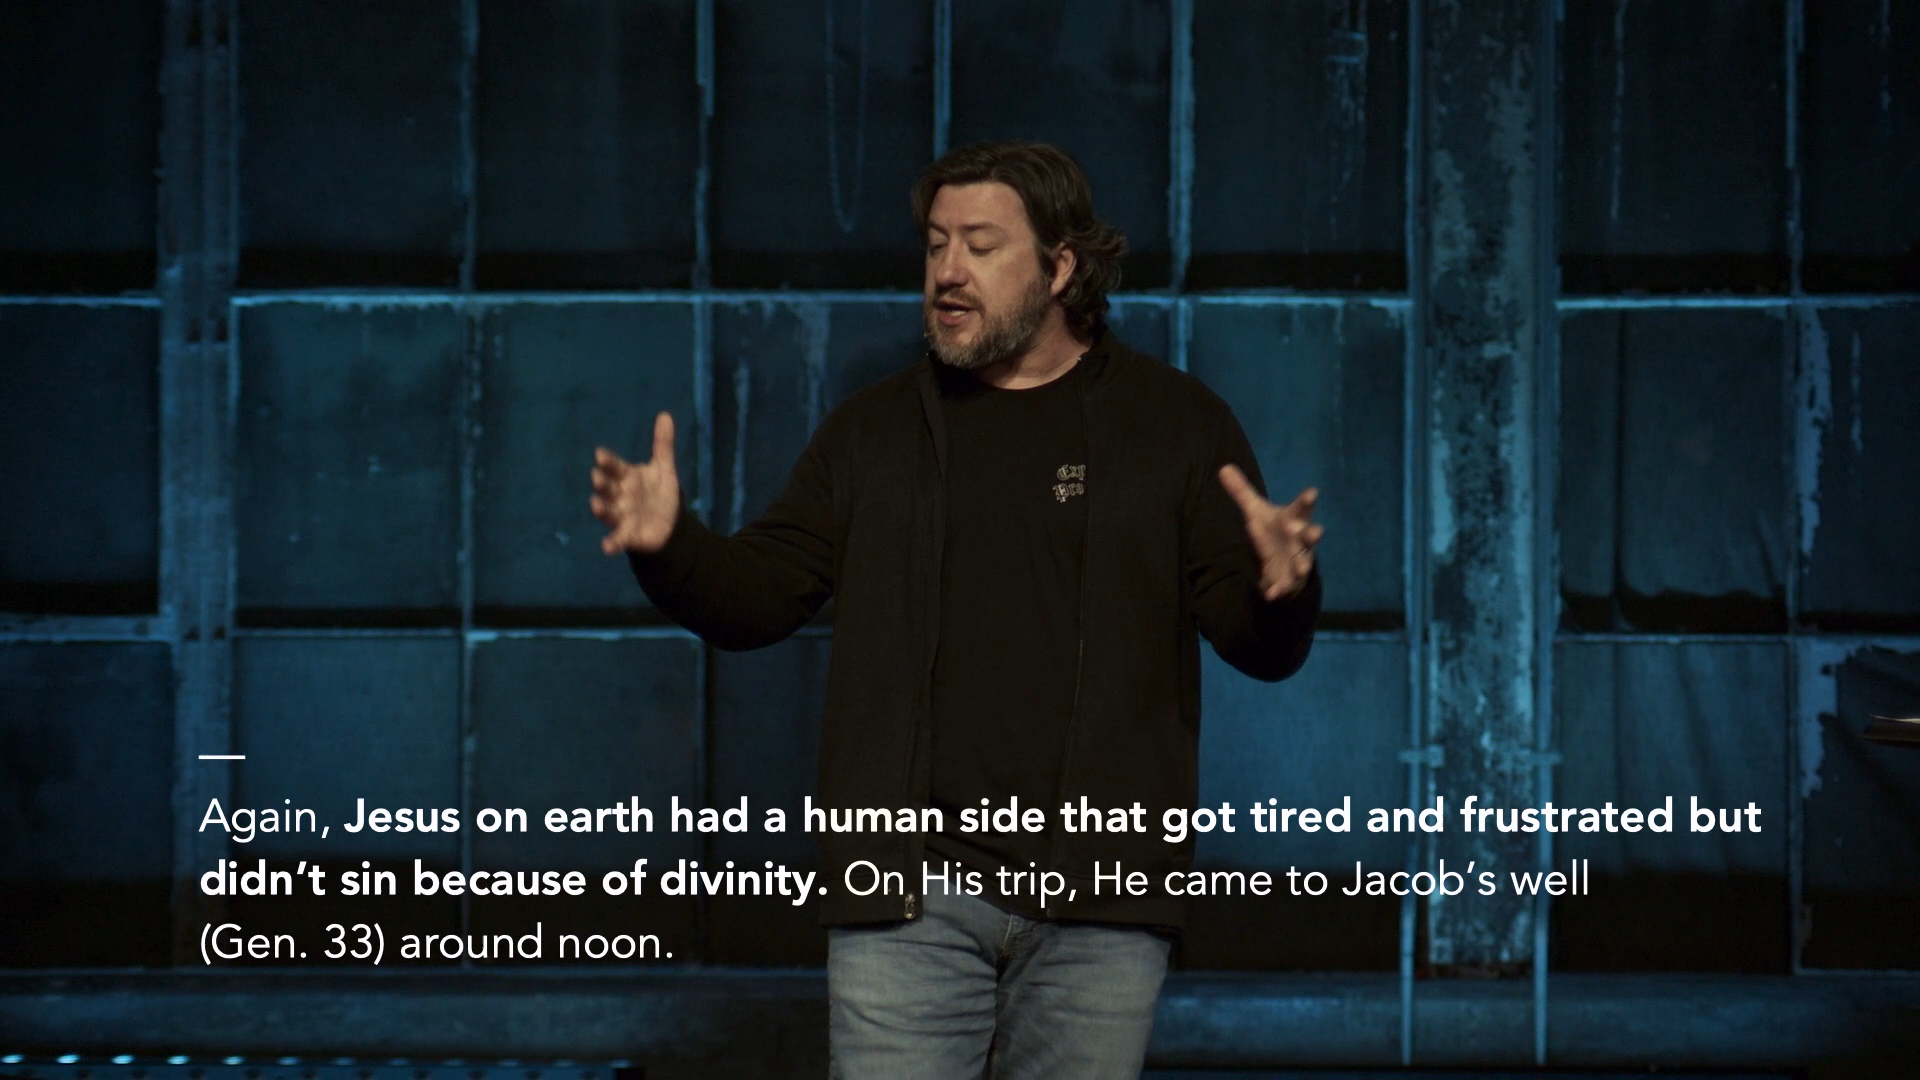 Again, Jesus on earth had a human side that got tired and frustrated but
didn't sin because of divinity. On His trip, He came to Jacob's well
(Gen. 33) around noon.